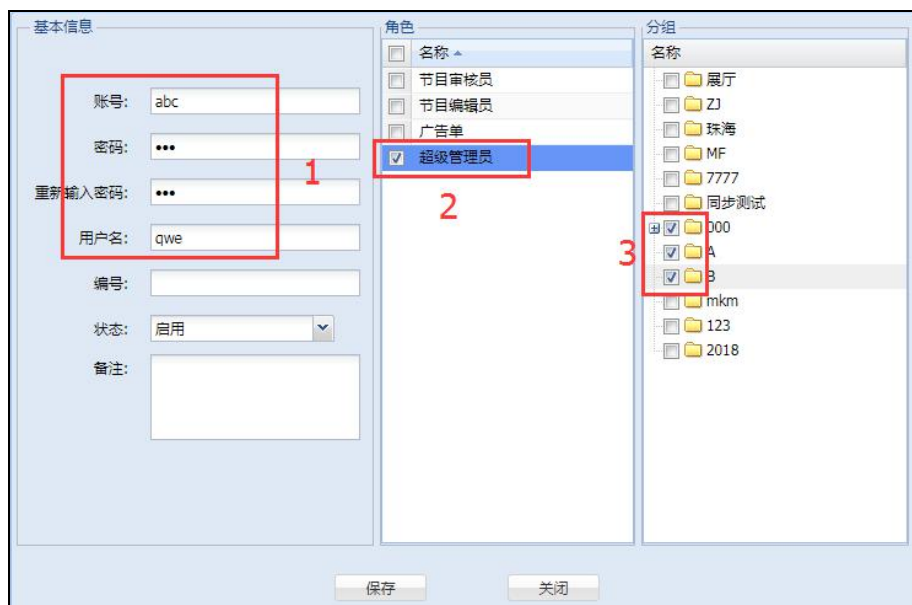 基本信息
账号: abc
密码: •••
重新输入密码: •••
用户名: qwe
编号:
状态: 启用
备注:
1
角色
名称
节目审核员
节目编辑员
广告单
超级管理员
2
分组
名称
展厅
ZJ
珠海
MF
7777
同步测试
000
A
B
3
mkm
123
2018
保存
关闭